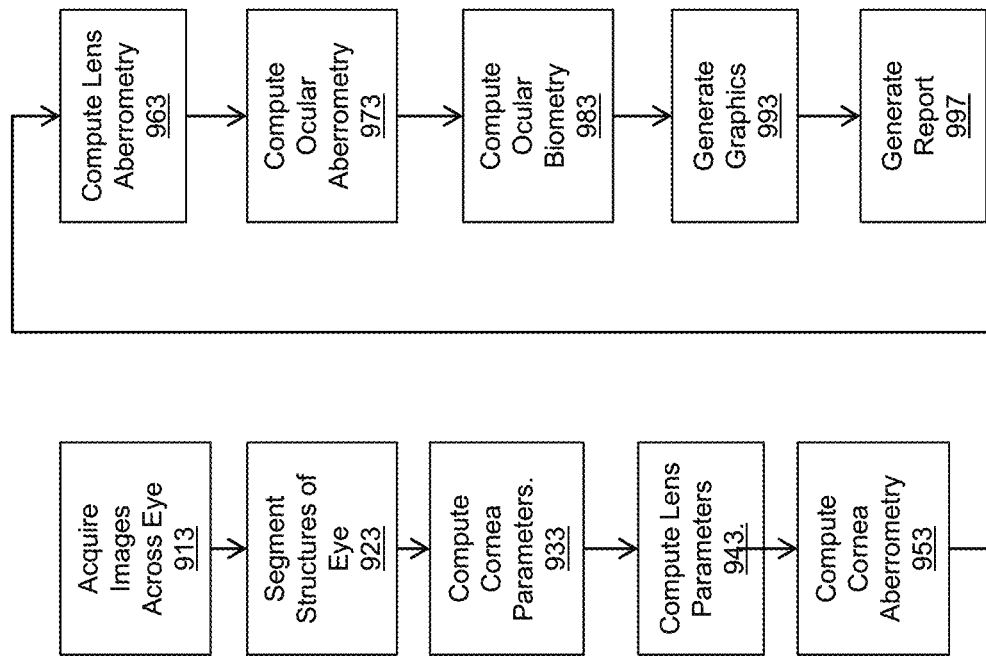 Acquire
Images
Across Eye
913
Segment
Structures of
Eye
923
Compute
Cornea
Parameters.
933
Compute Lens
Parameters
943.
Compute
Cornea
Aberrometry
953
Compute Lens
Aberrometry
963
Compute
Ocular
Aberrometry
973
Compute
Ocular
Biometry
983
Generate
Graphics
993
Generate
Report
997